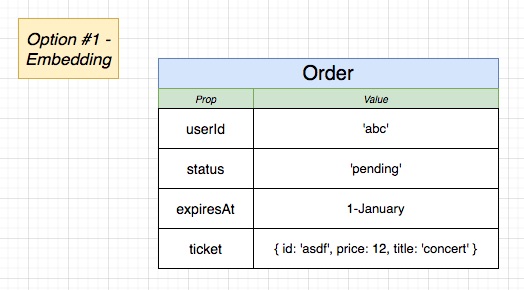 Option #1 -
Embedding
Order
Prop Value
userId 'abc'
status 'pending'
expiresAt 1-January
ticket { id: 'asdf', price: 12, title: 'concert' }